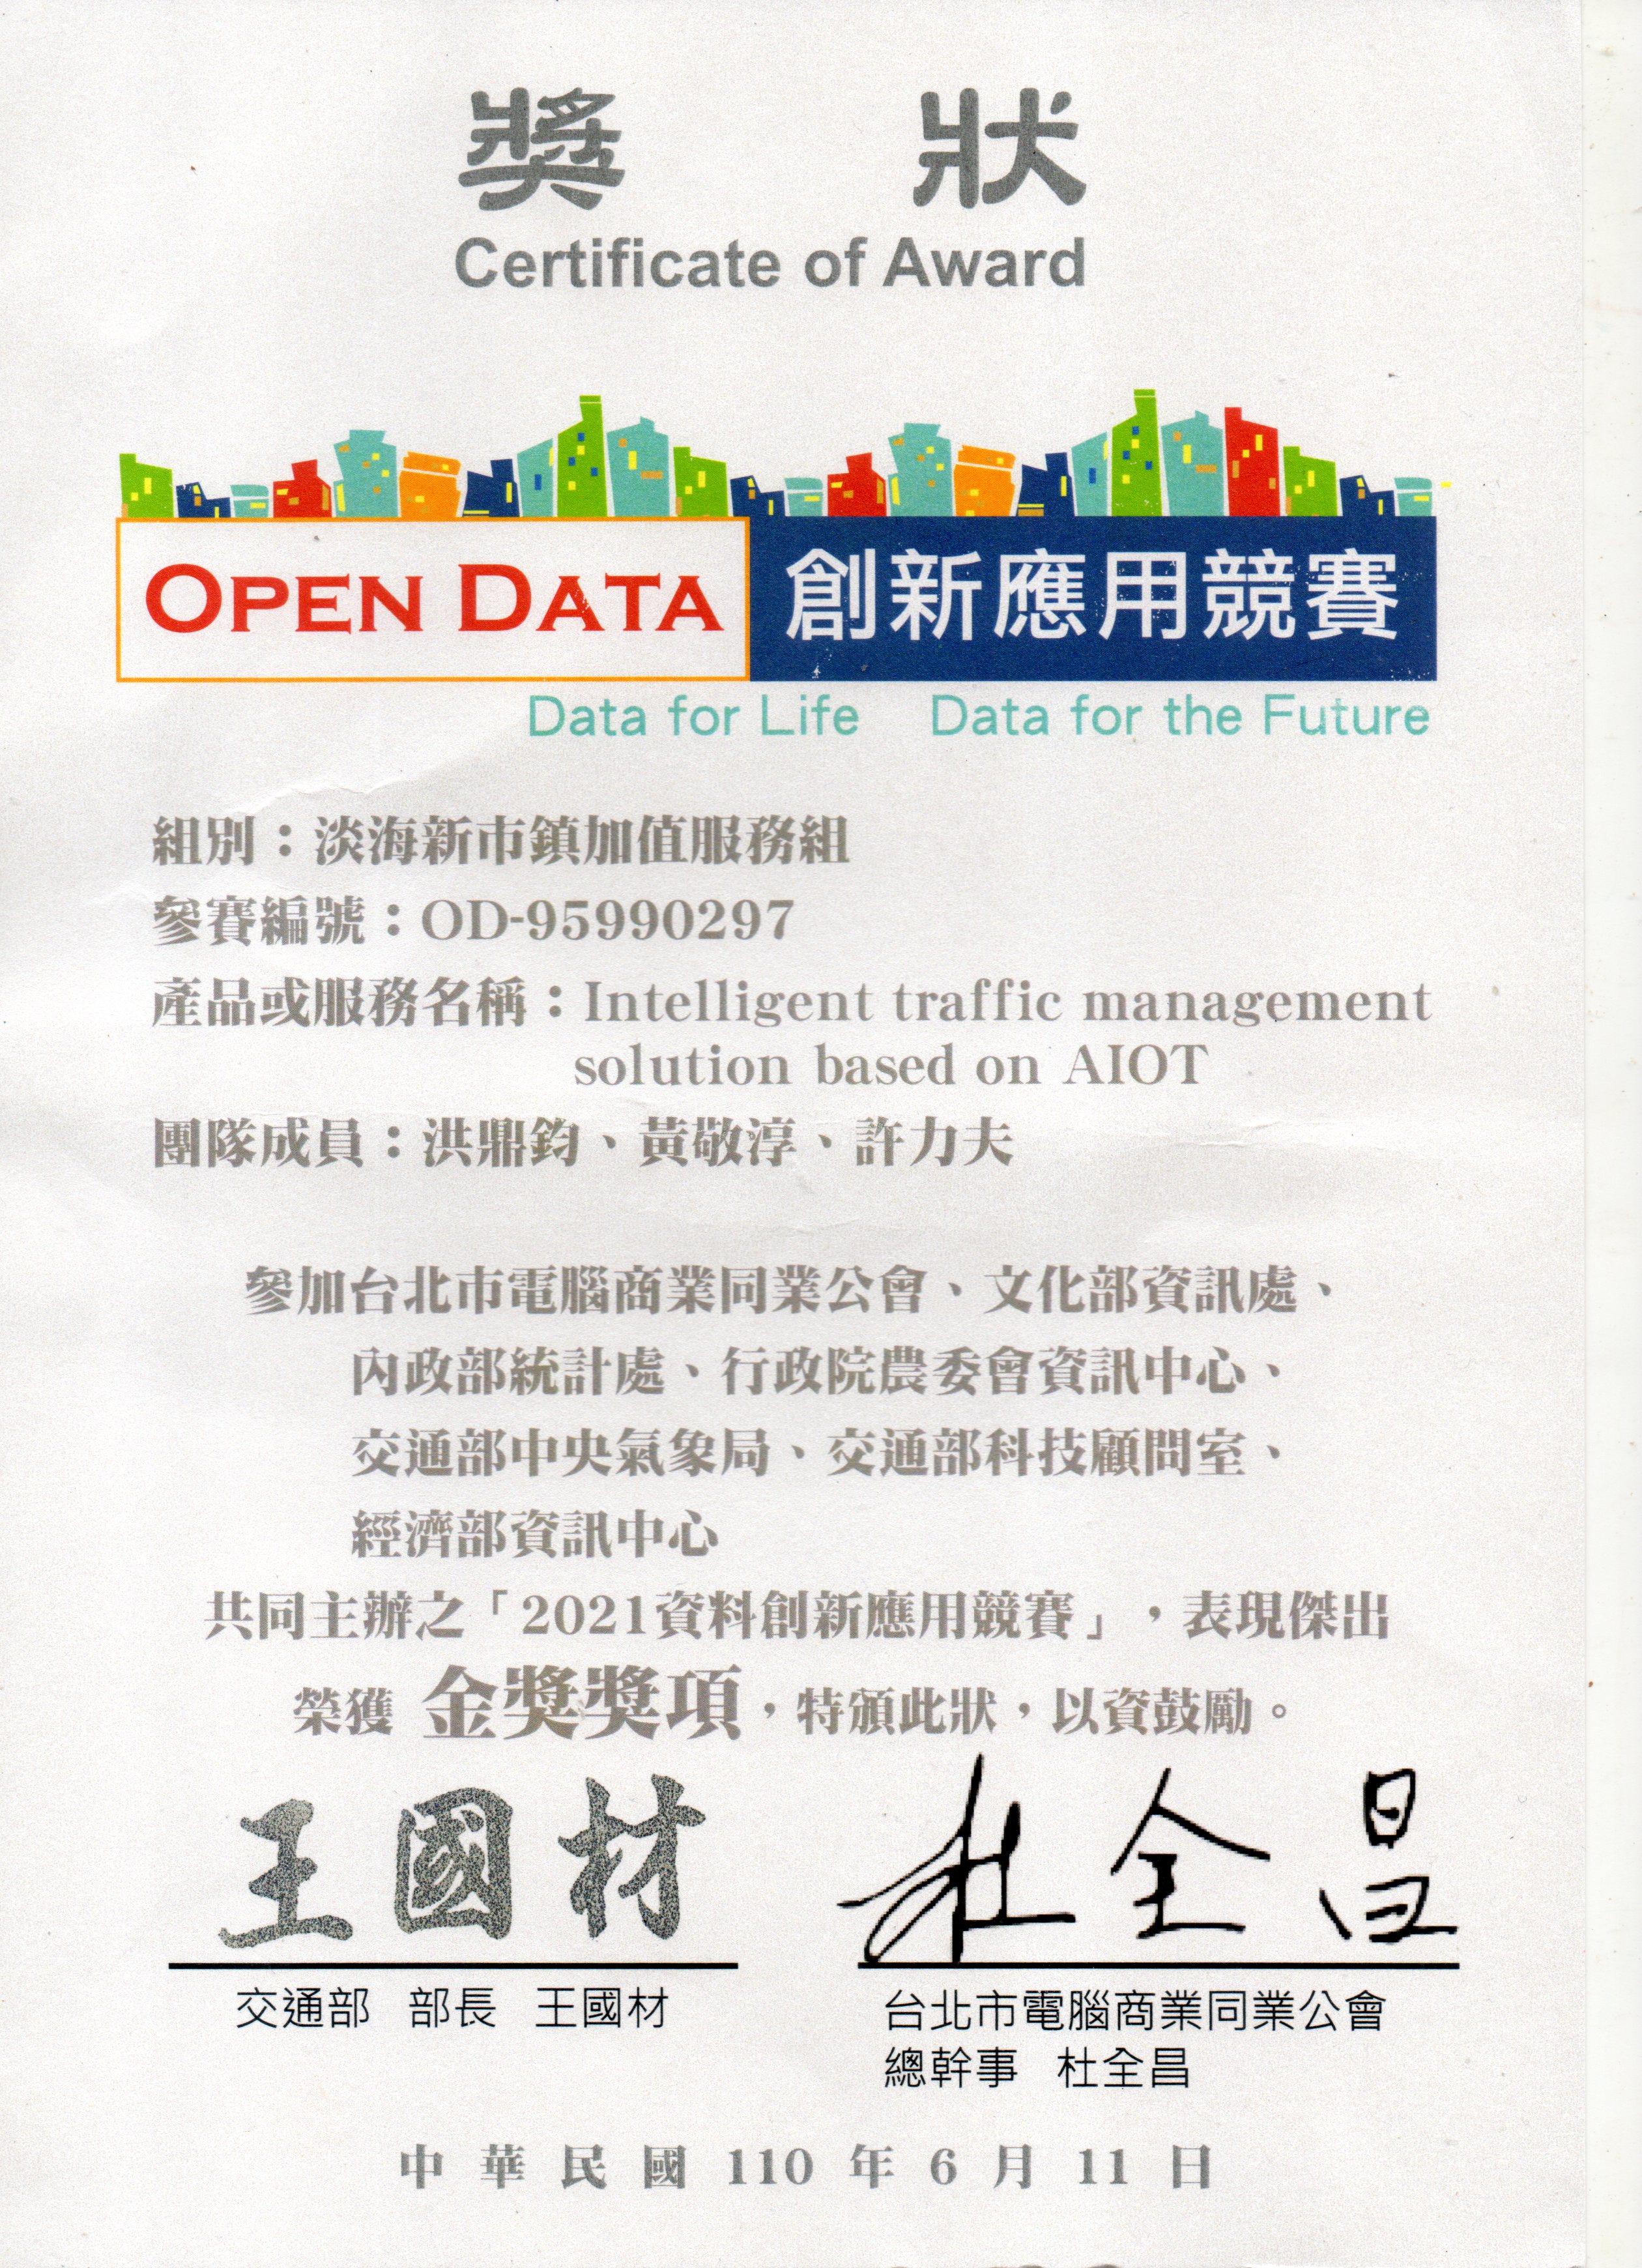 獎 狀
Certificate of Award
OPEN DATA 創新應用競賽
Data for Life Data for the Future
組別：淡海新市鎮加值服務組
參賽編號：OD-95990297
產品或服務名稱：Intelligent traffic management
solution based on AIOT
團隊成員：洪鼎鈞、黃敬淳、許力夫
參加台北市電腦商業同業公會、文化部資訊處、
內政部統計處、行政院農委會資訊中心、
交通部中央氣象局、交通部科技顧問室、
經濟部資訊中心
共同主辦之「2021資料創新應用競賽」，表現傑出
榮獲 金獎獎項，特頒此狀，以資鼓勵。
王國材 杜全昌
交通部 部長 王國材
台北市電腦商業同業公會
總幹事 杜全昌
中華民國 110 年 6 月 11 日